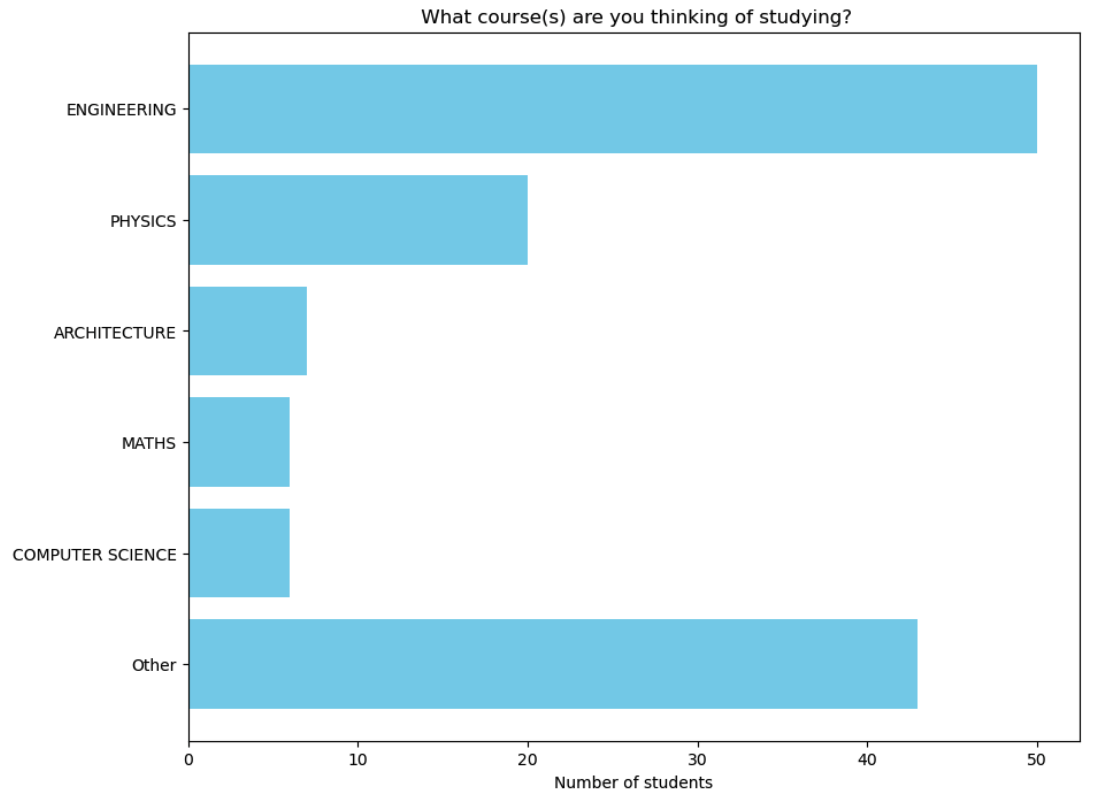 What course(s) are you thinking of studying?
ENGINEERING
PHYSICS
ARCHITECTURE
MATHS
COMPUTER SCIENCE
Other
0 10 20 30 40 50
Number of students